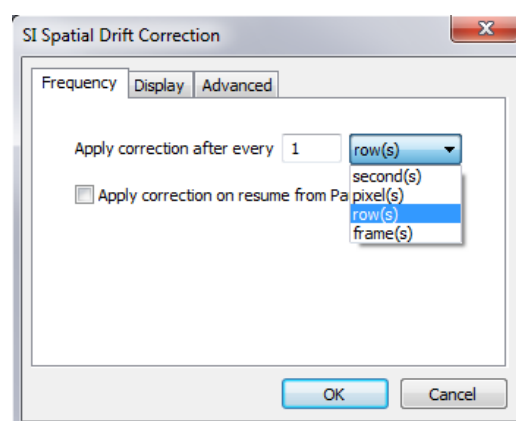 SI Spatial Drift Correction
Frequency Display Advanced
Apply correction after every 1 row(s)
second(s)
Apply correction on resume from Pa pixel(s)
row(s)
frame(s)
OK Cancel